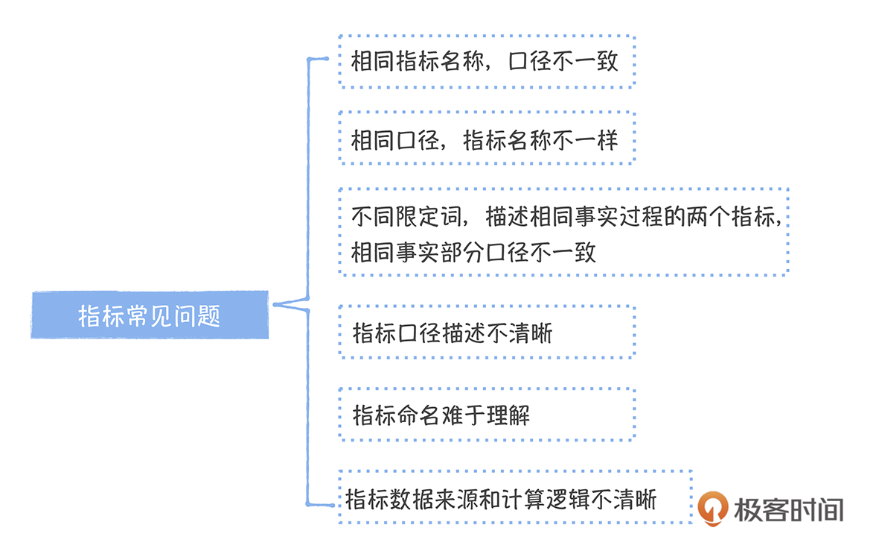 相同指标名称，口径不一致
相同口径，指标名称不一样
不同限定词，描述相同事实过程的两个指标，
相同事实部分口径不一致
指标常见问题
指标口径描述不清晰
指标命名难于理解
指标数据来源和计算逻辑不清晰
极客时间